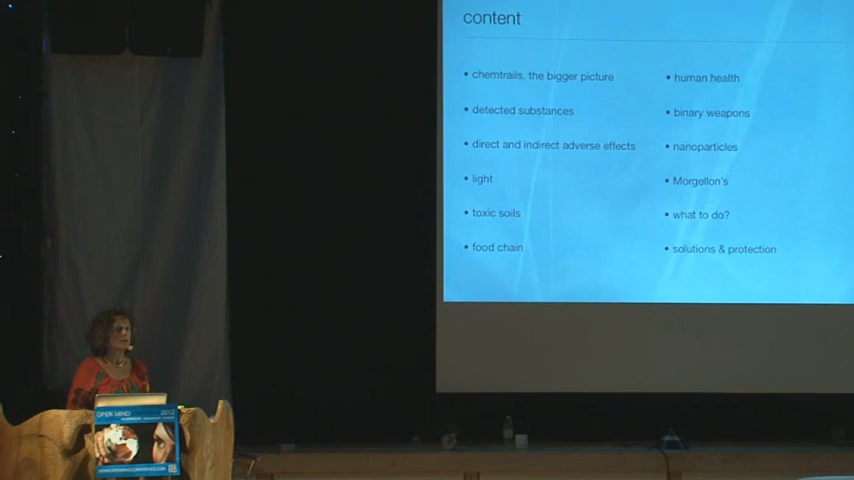 content
• chemtrails, the bigger picture
• detected substances
• direct and indirect adverse effects
• light
• toxic soils
• food chain
• human health
• binary weapons
• nanoparticles
• Morgellon's
• what to do?
• solutions & protection
OPEN MIND 2012